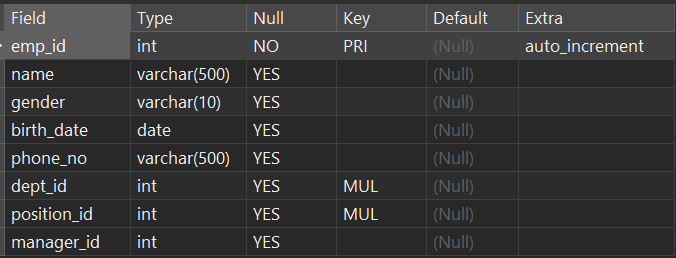 Field Type Null Key Default Extra
emp_id int NO PRI (Null) auto_increment
name varchar(500) YES (Null)
gender varchar(10) YES (Null)
birth_date date YES (Null)
phone_no varchar(500) YES (Null)
dept_id int YES MUL (Null)
position_id int YES MUL (Null)
manager_id int YES (Null)